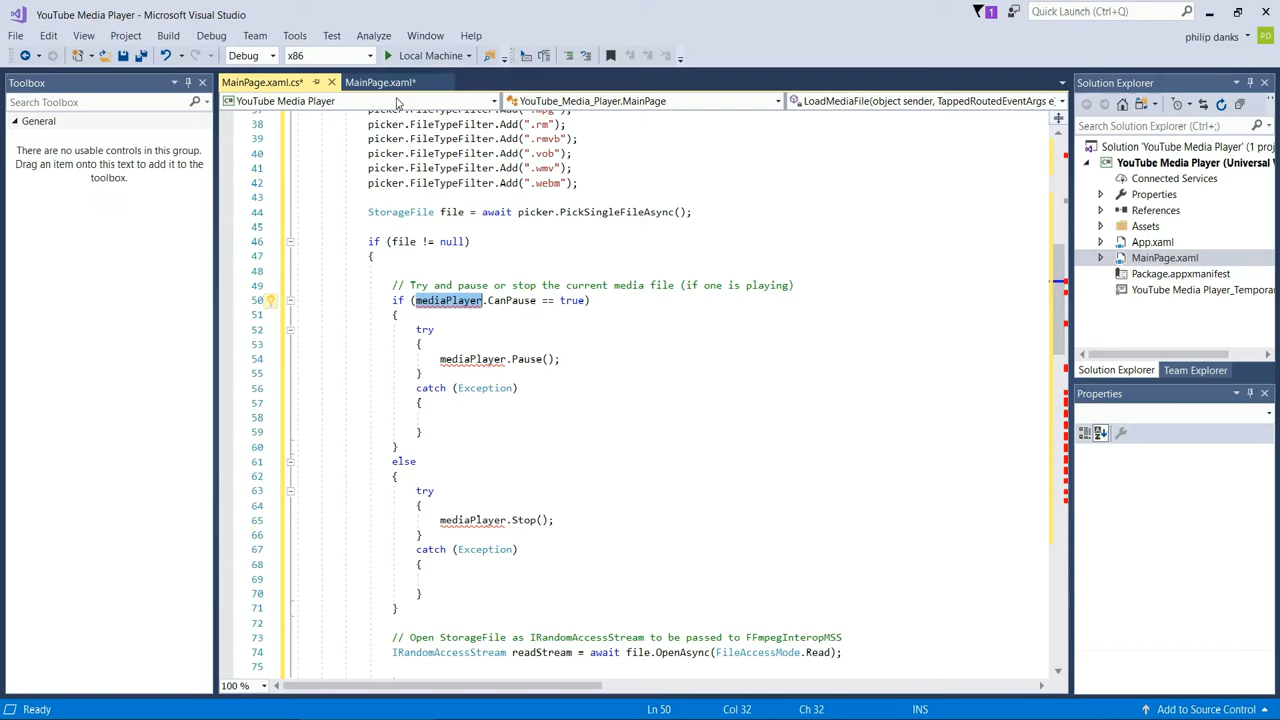 YouTube Media Player - Microsoft Visual Studio
1
Quick Launch (Ctrl+Q)
File Edit View Project Build Debug Team Tools Test Analyze Window Help
philip danks PD
Debug x86 Local Machine
Toolbox
Search Toolbox
General
There are no usable controls in this group.
Drag an item onto this text to add it to the
toolbox.
MainPage.xaml.cs* MainPage.xaml*
YouTube Media Player YouTube_Media_Player.MainPage LoadMediaFile(object sender, TappedRoutedEventArgs e)
37 picker.FileTypeFilter.Add(".mpg");
38 picker.FileTypeFilter.Add(".rm");
39 picker.FileTypeFilter.Add(".rmvb");
40 picker.FileTypeFilter.Add(".vob");
41 picker.FileTypeFilter.Add(".wmv");
42 picker.FileTypeFilter.Add(".webm");
43
44 StorageFile file = await picker.PickSingleFileAsync();
45
46 if (file != null)
47 {
48
49 // Try and pause or stop the current media file (if one is playing)
50 if (mediaPlayer.CanPause == true)
51 {
52 try
53 {
54 mediaPlayer.Pause();
55 }
56 catch (Exception)
57 {
58
59 }
60 }
61 else
62 {
63 try
64 {
65 mediaPlayer.Stop();
66 }
67 catch (Exception)
68 {
69
70 }
71 }
72
73 // Open StorageFile as IRandomAccessStream to be passed to FFmpegInteropMSS
74 IRandomAccessStream readStream = await file.OpenAsync(FileAccessMode.Read);
75
100 %
Solution Explorer
Search Solution Explorer (Ctrl+;)
Solution 'YouTube Media Player' (1 proj
YouTube Media Player (Universal
Connected Services
Properties
References
Assets
App.xaml
MainPage.xaml
Package.appxmanifest
YouTube_Media_Player_Tempora
Solution Explorer Team Explorer
Properties
Ready
Ln 50 Col 32 Ch 32 INS
Add to Source Control